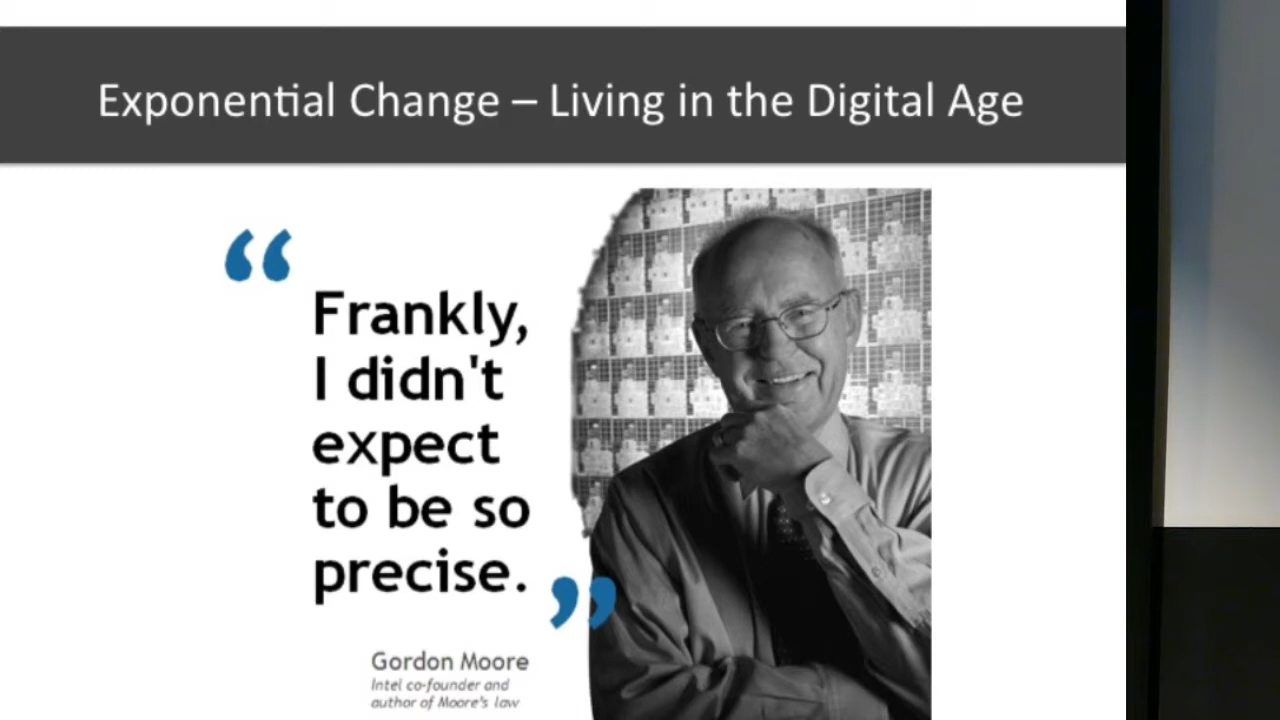 Exponential Change – Living in the Digital Age
“
Frankly,
I didn't
expect
to be so
precise.
”
Gordon Moore
Intel co-founder and
author of Moore's law